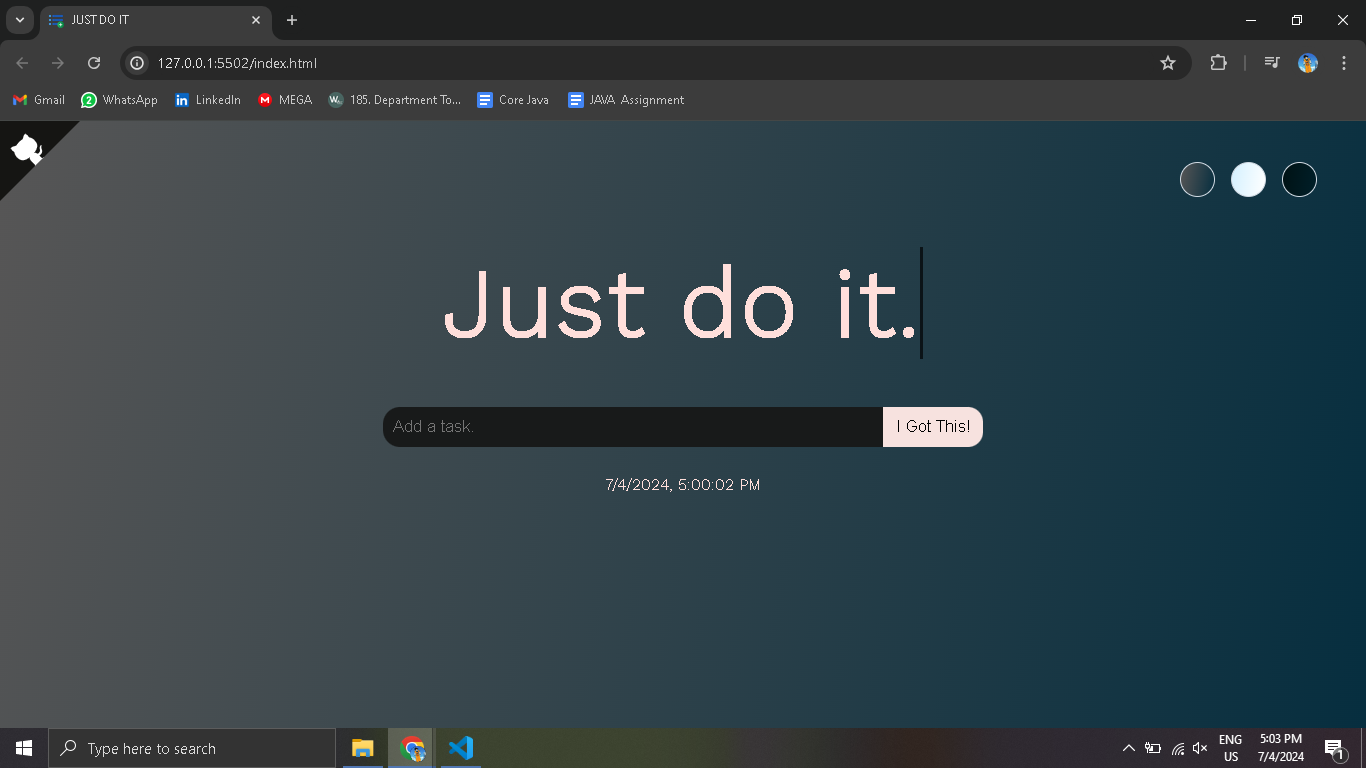 JUST DO IT
127.0.0.1:5502/index.html
Gmail
2
WhatsApp
in
LinkedIn
M
MEGA
W
185. Department To...
Core Java
JAVA Assignment
Just do it.
Add a task.
I Got This!
7/4/2024, 5:00:02 PM
Type here to search
ENG
US
5:03 PM
7/4/2024
1